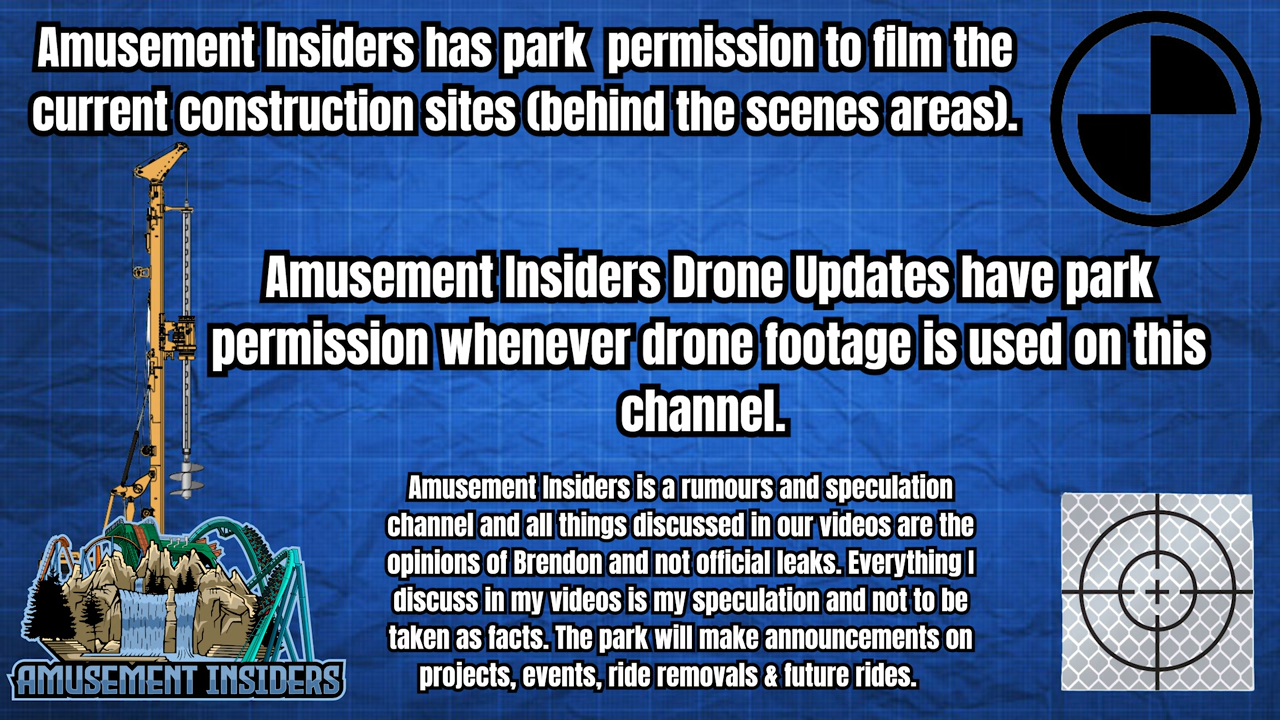 Amusement Insiders has park permission to film the
current construction sites (behind the scenes areas).
Amusement Insiders Drone Updates have park
permission whenever drone footage is used on this
channel.
Amusement Insiders is a rumours and speculation
channel and all things discussed in our videos are the
opinions of Brendon and not official leaks. Everything I
discuss in my videos is my speculation and not to be
taken as facts. The park will make announcements on
projects, events, ride removals & future rides.
AMUSEMENT INSIDERS